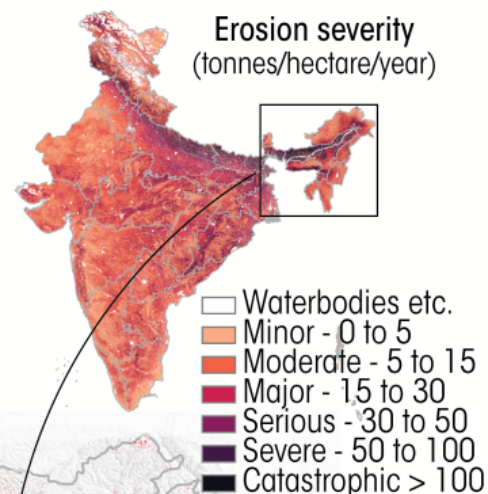 Erosion severity
(tonnes/hectare/year)
Waterbodies etc.
Minor - 0 to 5
Moderate - 5 to 15
Major - 15 to 30
Serious - 30 to 50
Severe - 50 to 100
Catastrophic > 100